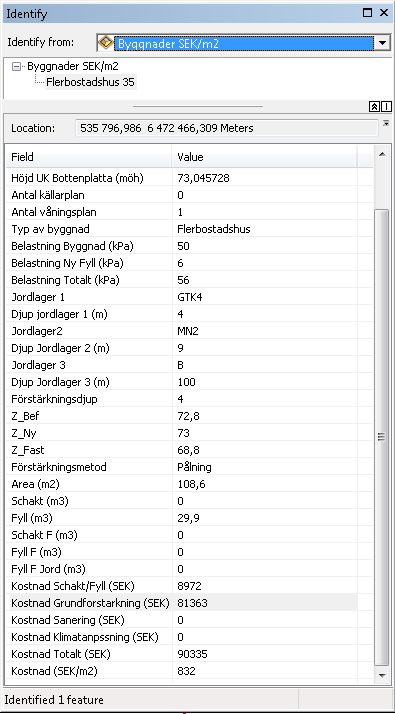 Identify
Identify from: Byggnader SEK/m2
Byggnader SEK/m2
Flerbostadshus 35
Location: 535 796,986 6 472 466,309 Meters
Field Value
Höjd UK Bottenplatta (möh) 73,045728
Antal källarplan 0
Antal våningsplan 1
Typ av byggnad Flerbostadshus
Belastning Byggnad (kPa) 50
Belastning Ny Fyll (kPa) 6
Belastning Totalt (kPa) 56
Jordlager 1 GTK4
Djup jordlager 1 (m) 4
Jordlager2 MN2
Djup Jordlager 2 (m) 9
Jordlager 3 B
Djup Jordlager 3 (m) 100
Förstärkningsdjup 4
Z_Bef 72,8
Z_Ny 73
Z_Fast 68,8
Förstärkningsmetod Pålning
Area (m2) 108,6
Schakt (m3) 0
Fyll (m3) 29,9
Schakt F (m3) 0
Fyll F (m3) 0
Fyll F Jord (m3) 0
Kostnad Schakt/Fyll (SEK) 8972
Kostnad Grundforstarkning (SEK) 81363
Kostnad Sanering (SEK) 0
Kostnad Klimatanpssning (SEK) 0
Kostnad Totalt (SEK) 90335
Kostnad (SEK/m2) 832
Identified 1 feature